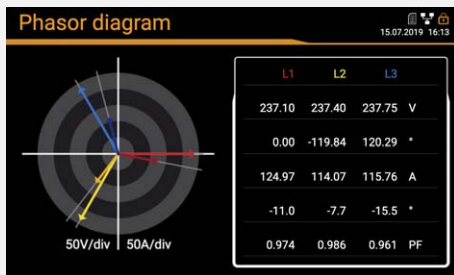 Phasor diagram
15.07.2019 16:13
L1 L2 L3
237.10 237.40 237.75 V
0.00 -119.84 120.29 °
124.97 114.07 115.76 A
-11.0 -7.7 -15.5 °
0.974 0.986 0.961 PF
50V/div 50A/div